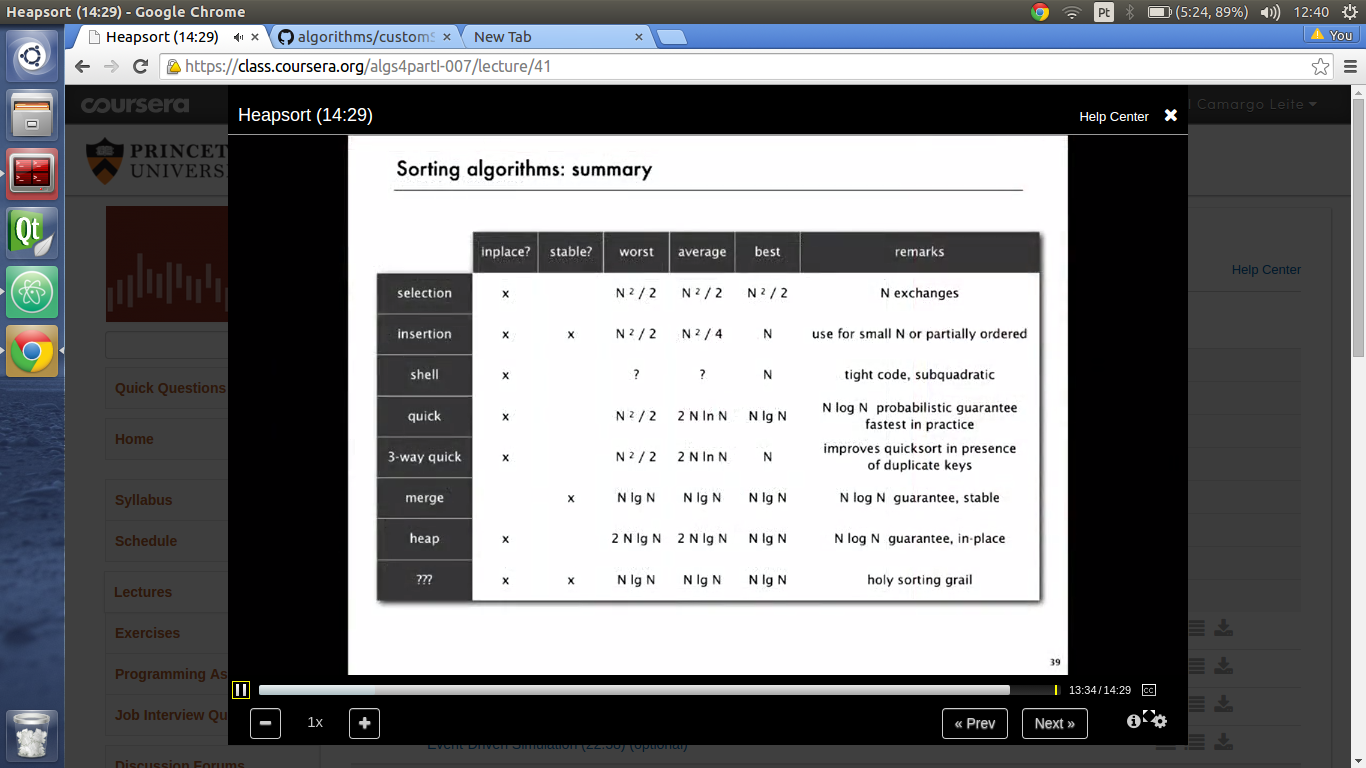 Heapsort (14:29) - Google Chrome
Pt
(5:24, 89%)
12:40
Heapsort (14:29)
algorithms/customS
New Tab
You
https://class.coursera.org/algs4partI-007/lecture/41
coursera
Camargo Leite
Heapsort (14:29)
Help Center
PRINCET
UNIVERS
Help Center
Quick Questions
Home
Syllabus
Schedule
Lectures
Exercises
Programming As
Job Interview Qu
Discussion Forums
Qt
Sorting algorithms: summary
inplace? stable? worst average best remarks
selection x N 2 / 2 N 2 / 2 N 2 / 2 N exchanges
insertion x x N 2 / 2 N 2 / 4 N use for small N or partially ordered
shell x ? ? N tight code, subquadratic
quick x N 2 / 2 2 N ln N N lg N N log N probabilistic guarantee
fastest in practice
3-way quick x N 2 / 2 2 N ln N N improves quicksort in presence
of duplicate keys
merge x N lg N N lg N N lg N N log N guarantee, stable
heap x 2 N lg N 2 N lg N N lg N N log N guarantee, in-place
??? x x N lg N N lg N N lg N holy sorting grail
39
13:34 / 14:29
CC
1x
« Prev
Next »
Event-Driven Simulation (22:58) (optional)